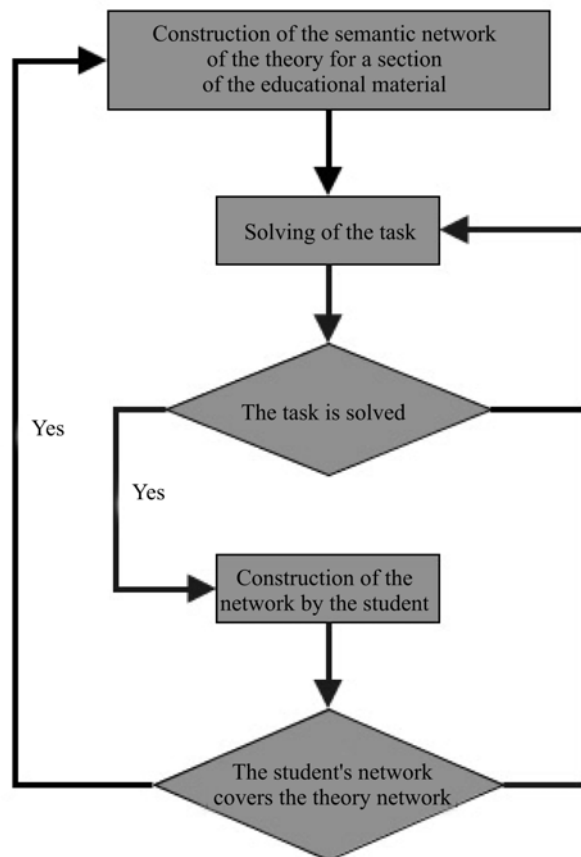 Construction of the semantic network
of the theory for a section
of the educational material
Solving of the task
The task is solved
Yes
Yes
Construction of the
network by the student
The student's network
covers the theory network